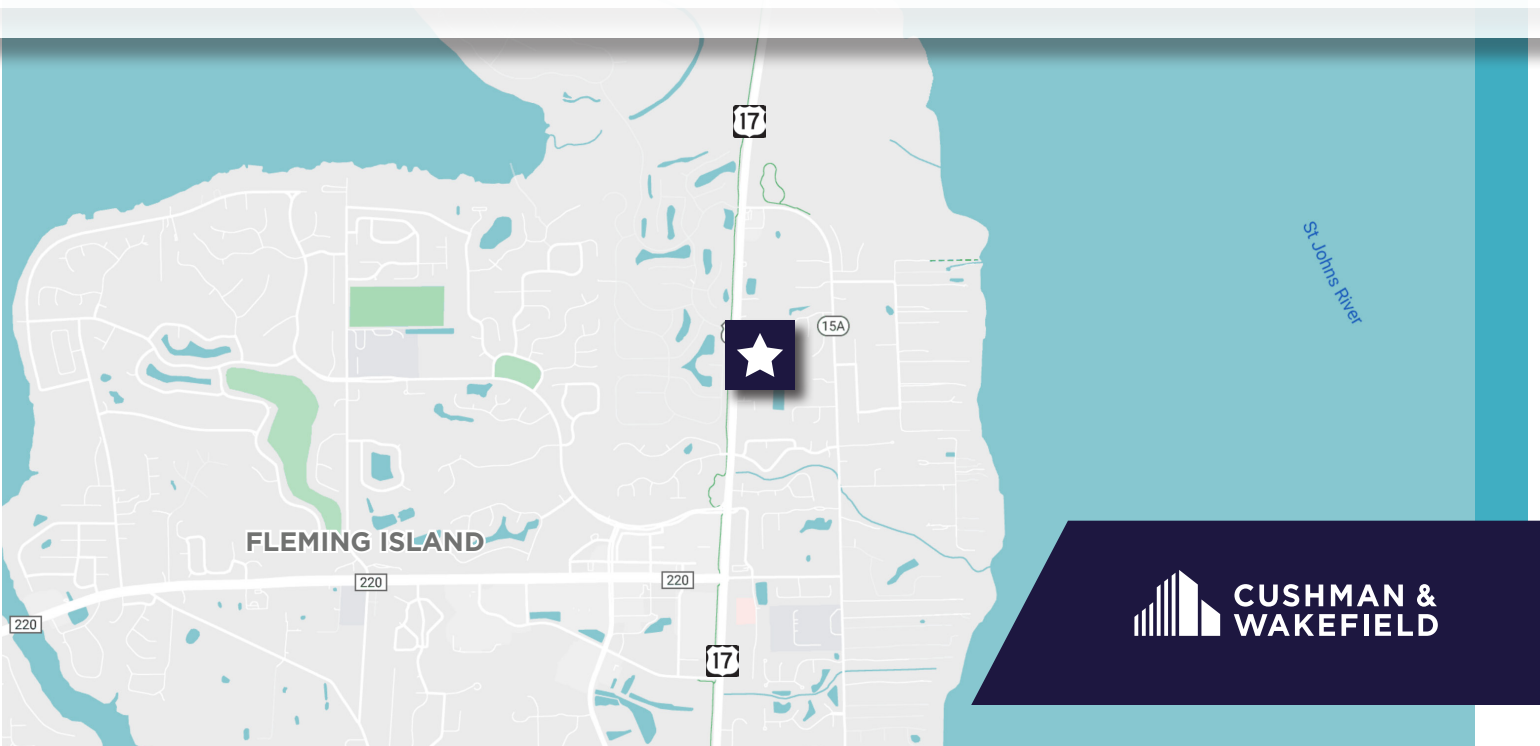 17
St Johns River
15A
FLEMING ISLAND
220
220
220
17
CUSHMAN &
WAKEFIELD